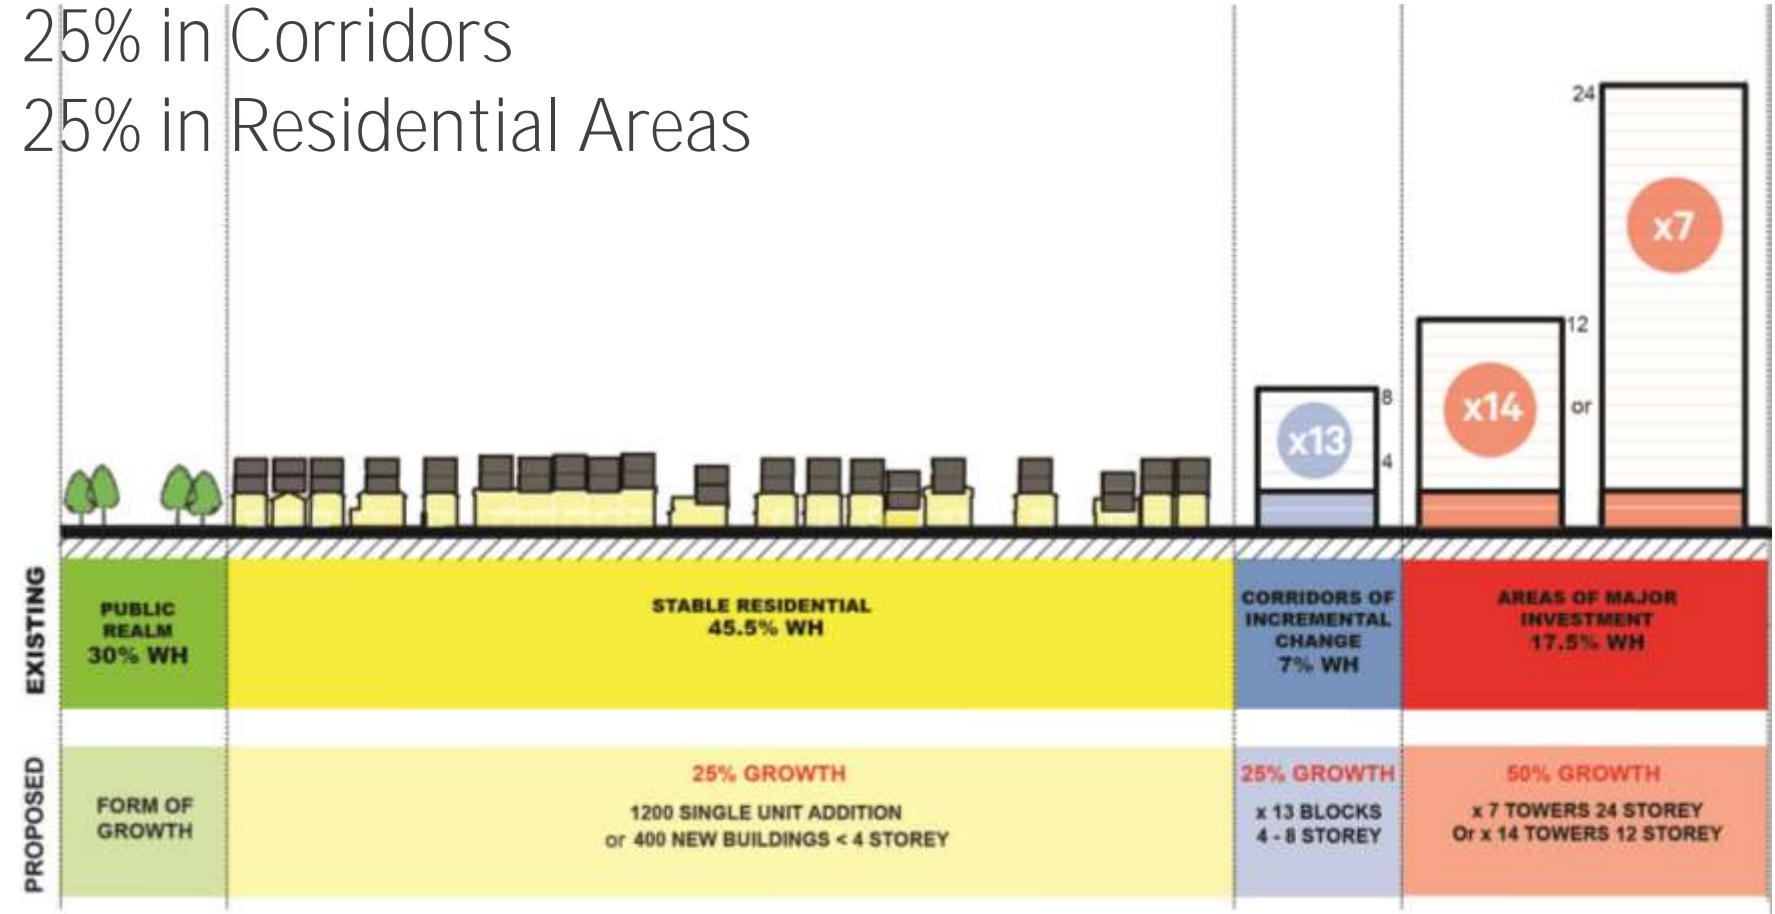 25% in Corridors
25% in Residential Areas
24
x7
12
x14
or
8
x13
4
EXISTING
PUBLIC
REALM
30% WH
STABLE RESIDENTIAL
45.5% WH
CORRIDORS OF
INCREMENTAL
CHANGE
7% WH
AREAS OF MAJOR
INVESTMENT
17.5% WH
PROPOSED
FORM OF
GROWTH
25% GROWTH
1200 SINGLE UNIT ADDITION
or 400 NEW BUILDINGS < 4 STOREY
25% GROWTH
x 13 BLOCKS
4 - 8 STOREY
50% GROWTH
x 7 TOWERS 24 STOREY
Or x 14 TOWERS 12 STOREY